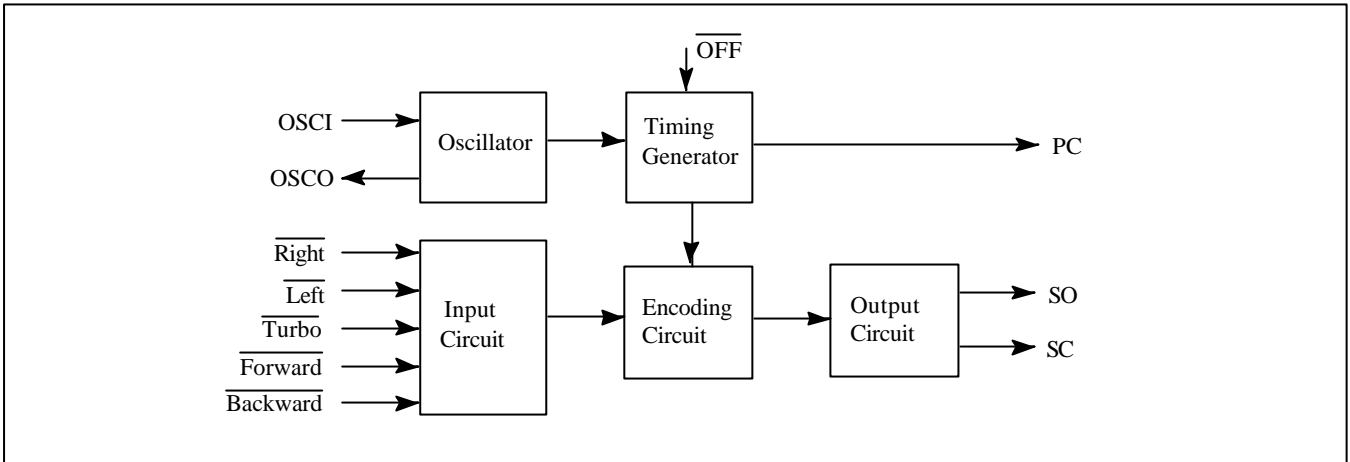 OFF
OSCI
Oscillator
Timing
Generator
PC
OSCO
Right
Left
Turbo
Forward
Backward
Input
Circuit
Encoding
Circuit
Output
Circuit
SO
SC